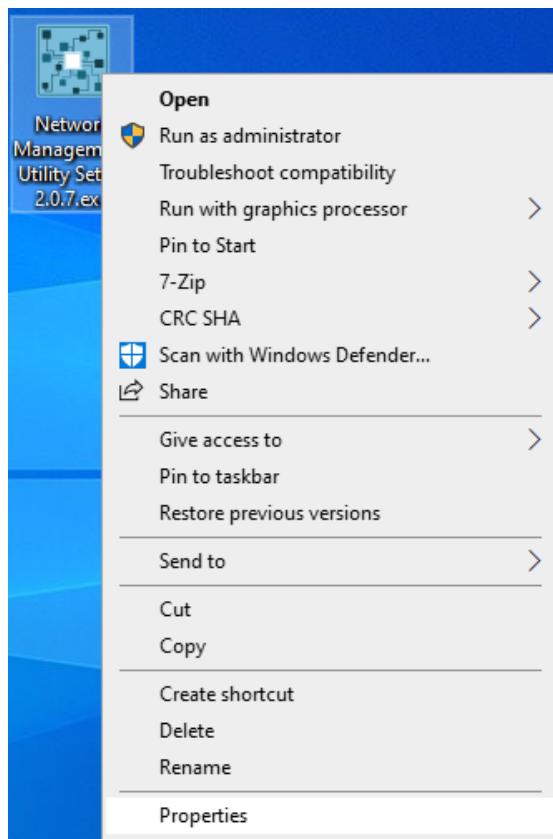 Networ
Managem
Utility Set
2.0.7.ex
Open
Run as administrator
Troubleshoot compatibility
Run with graphics processor
Pin to Start
7-Zip
CRC SHA
Scan with Windows Defender...
Share
Give access to
Pin to taskbar
Restore previous versions
Send to
Cut
Copy
Create shortcut
Delete
Rename
Properties